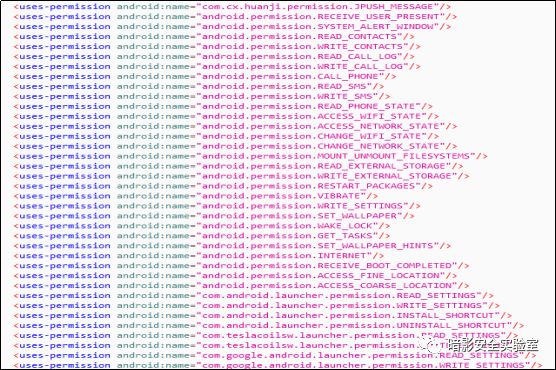 <uses-permission android:name="com.cx.huanji.permission.JPUSH_MESSAGE"/>
<uses-permission android:name="android.permission.RECEIVE_USER_PRESENT"/>
<uses-permission android:name="android.permission.SYSTEM_ALERT_WINDOW"/>
<uses-permission android:name="android.permission.READ_CONTACTS"/>
<uses-permission android:name="android.permission.WRITE_CONTACTS"/>
<uses-permission android:name="android.permission.READ_CALL_LOG"/>
<uses-permission android:name="android.permission.WRITE_CALL_LOG"/>
<uses-permission android:name="android.permission.CALL_PHONE"/>
<uses-permission android:name="android.permission.READ_SMS"/>
<uses-permission android:name="android.permission.WRITE_SMS"/>
<uses-permission android:name="android.permission.READ_PHONE_STATE"/>
<uses-permission android:name="android.permission.ACCESS_WIFI_STATE"/>
<uses-permission android:name="android.permission.ACCESS_NETWORK_STATE"/>
<uses-permission android:name="android.permission.CHANGE_WIFI_STATE"/>
<uses-permission android:name="android.permission.CHANGE_NETWORK_STATE"/>
<uses-permission android:name="android.permission.MOUNT_UNMOUNT_FILESYSTEMS"/>
<uses-permission android:name="android.permission.READ_EXTERNAL_STORAGE"/>
<uses-permission android:name="android.permission.WRITE_EXTERNAL_STORAGE"/>
<uses-permission android:name="android.permission.RESTART_PACKAGES"/>
<uses-permission android:name="android.permission.VIBRATE"/>
<uses-permission android:name="android.permission.WRITE_SETTINGS"/>
<uses-permission android:name="android.permission.SET_WALLPAPER"/>
<uses-permission android:name="android.permission.WAKE_LOCK"/>
<uses-permission android:name="android.permission.GET_TASKS"/>
<uses-permission android:name="android.permission.SET_WALLPAPER_HINTS"/>
<uses-permission android:name="android.permission.INTERNET"/>
<uses-permission android:name="android.permission.RECEIVE_BOOT_COMPLETED"/>
<uses-permission android:name="android.permission.ACCESS_FINE_LOCATION"/>
<uses-permission android:name="android.permission.ACCESS_COARSE_LOCATION"/>
<uses-permission android:name="com.android.launcher.permission.READ_SETTINGS"/>
<uses-permission android:name="com.android.launcher.permission.WRITE_SETTINGS"/>
<uses-permission android:name="com.android.launcher.permission.INSTALL_SHORTCUT"/>
<uses-permission android:name="com.android.launcher.permission.UNINSTALL_SHORTCUT"/>
<uses-permission android:name="com.teslacoilsw.launcher.permission.READ_SETTINGS"/>
<uses-permission android:name="com.teslacoilsw.launcher.permission
<uses-permission android:name="com.google.android.launcher.permission.READ_SETTINGS"/>
<uses-permission android:name="com.google.android.launcher.permission.WRITE_SETTINGS"/>
暗影安全实验室